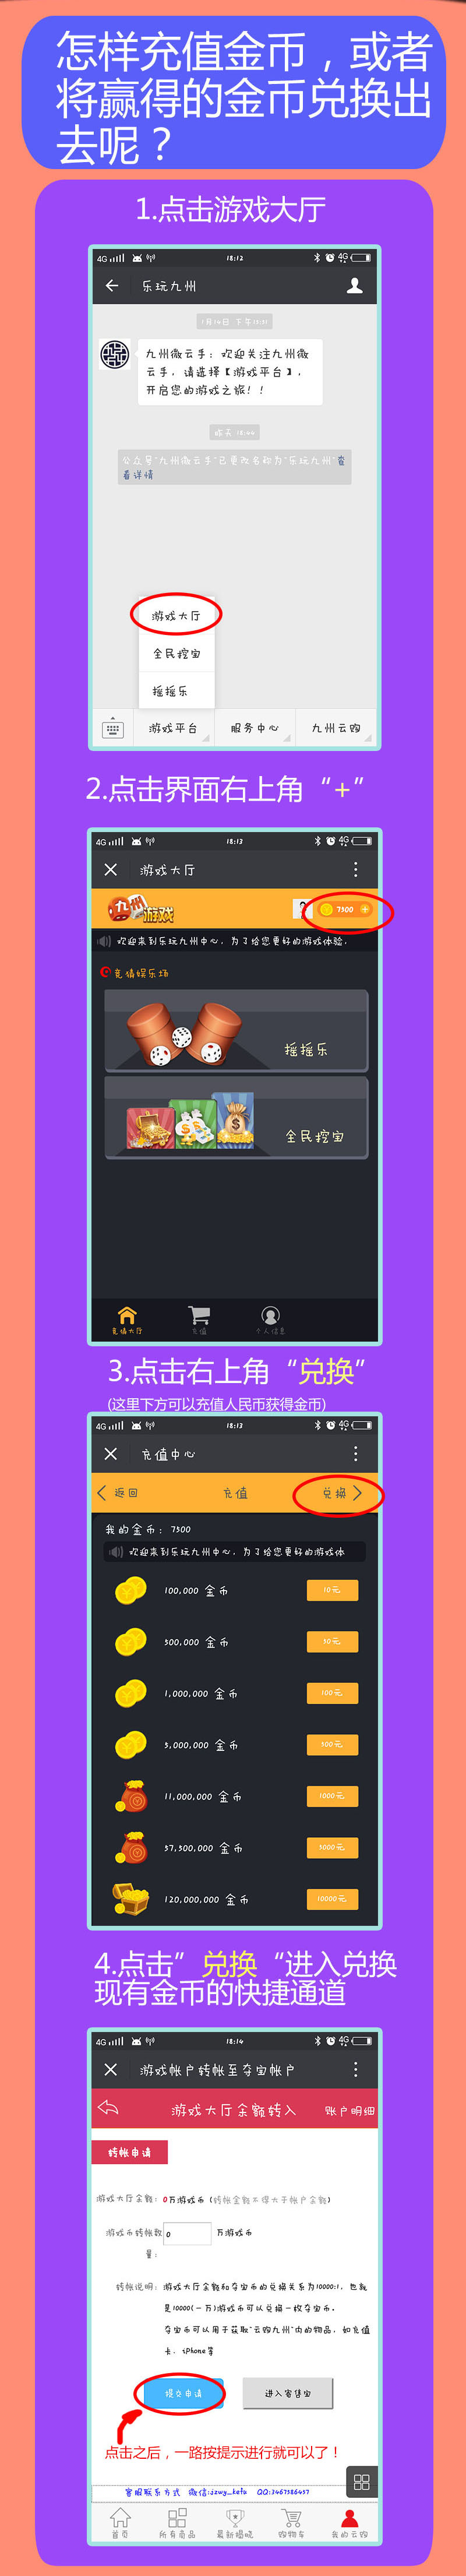 怎样充值金币，或者
将赢得的金币兑换出
去呢？
1.点击游戏大厅
4G 18:12 4G
乐玩九州
九州微云手：欢迎关注九州微
云手，请选择【游戏平台】，
开启您的游戏之旅！！
昨天 18:44
公众号"九州微云手"已更改名称为"乐玩九州"查
看详情
游戏大厅
全民挖宝
摇摇乐
游戏平台 服务中心 九州云购
2.点击界面右上角“+”
4G 18:13 4G
游戏大厅
九州游戏 ? 7500 +
欢迎来到乐玩九州中心，为了给您更好的游戏体验，
竞猜娱乐场
摇摇乐
全民挖宝
竞猜大厅 充值 个人信息
3.点击右上角“兑换”
(这里下方可以充值人民币获得金币)
4G 18:13 4G
充值中心
返回 充值 兑换
我的金币：7500
欢迎来到乐玩九州中心，为了给您更好的游戏体
100,000 金币 10元
500,000 金币 50元
1,000,000 金币 100元
5,000,000 金币 500元
11,000,000 金币 1000元
57,500,000 金币 5000元
120,000,000 金币 10000元
4.点击”兑换“进入兑换
现有金币的快捷通道
4G 18:14 4G
游戏帐户转帐至夺宝帐户
游戏大厅余额转入 账户明细
转帐申请
游戏大厅余额：0万游戏币（转帐金额不得大于帐户余额）
游戏币转帐数 0 万游戏币
量：
转帐说明：游戏大厅余额和夺宝币的兑换关系为10000:1，也就
是10000(一万)游戏币可以兑换一枚夺宝币。
夺宝币可以用于获取"云购九州"内的物品，如充值
卡、iPhone等
提交申请 进入寄售宝
点击之后，一路按提示进行就可以了！
客服联系方式 微信:jzwy_kefu QQ:3467586457
首页 所有商品 最新揭晓 购物车 我的云购